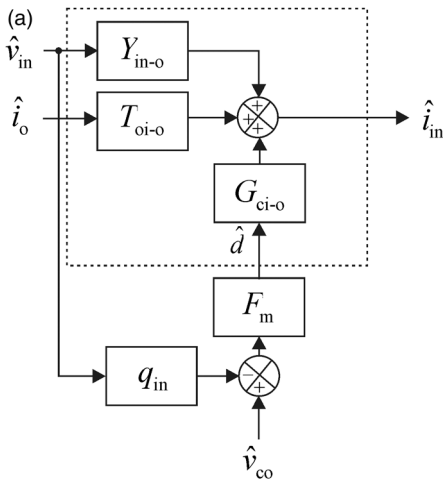 (a)
v̂in
Yin-o
îo
Toi-o
+
+
+
îin
Gci-o
d̂
Fm
qin
−
+
v̂co